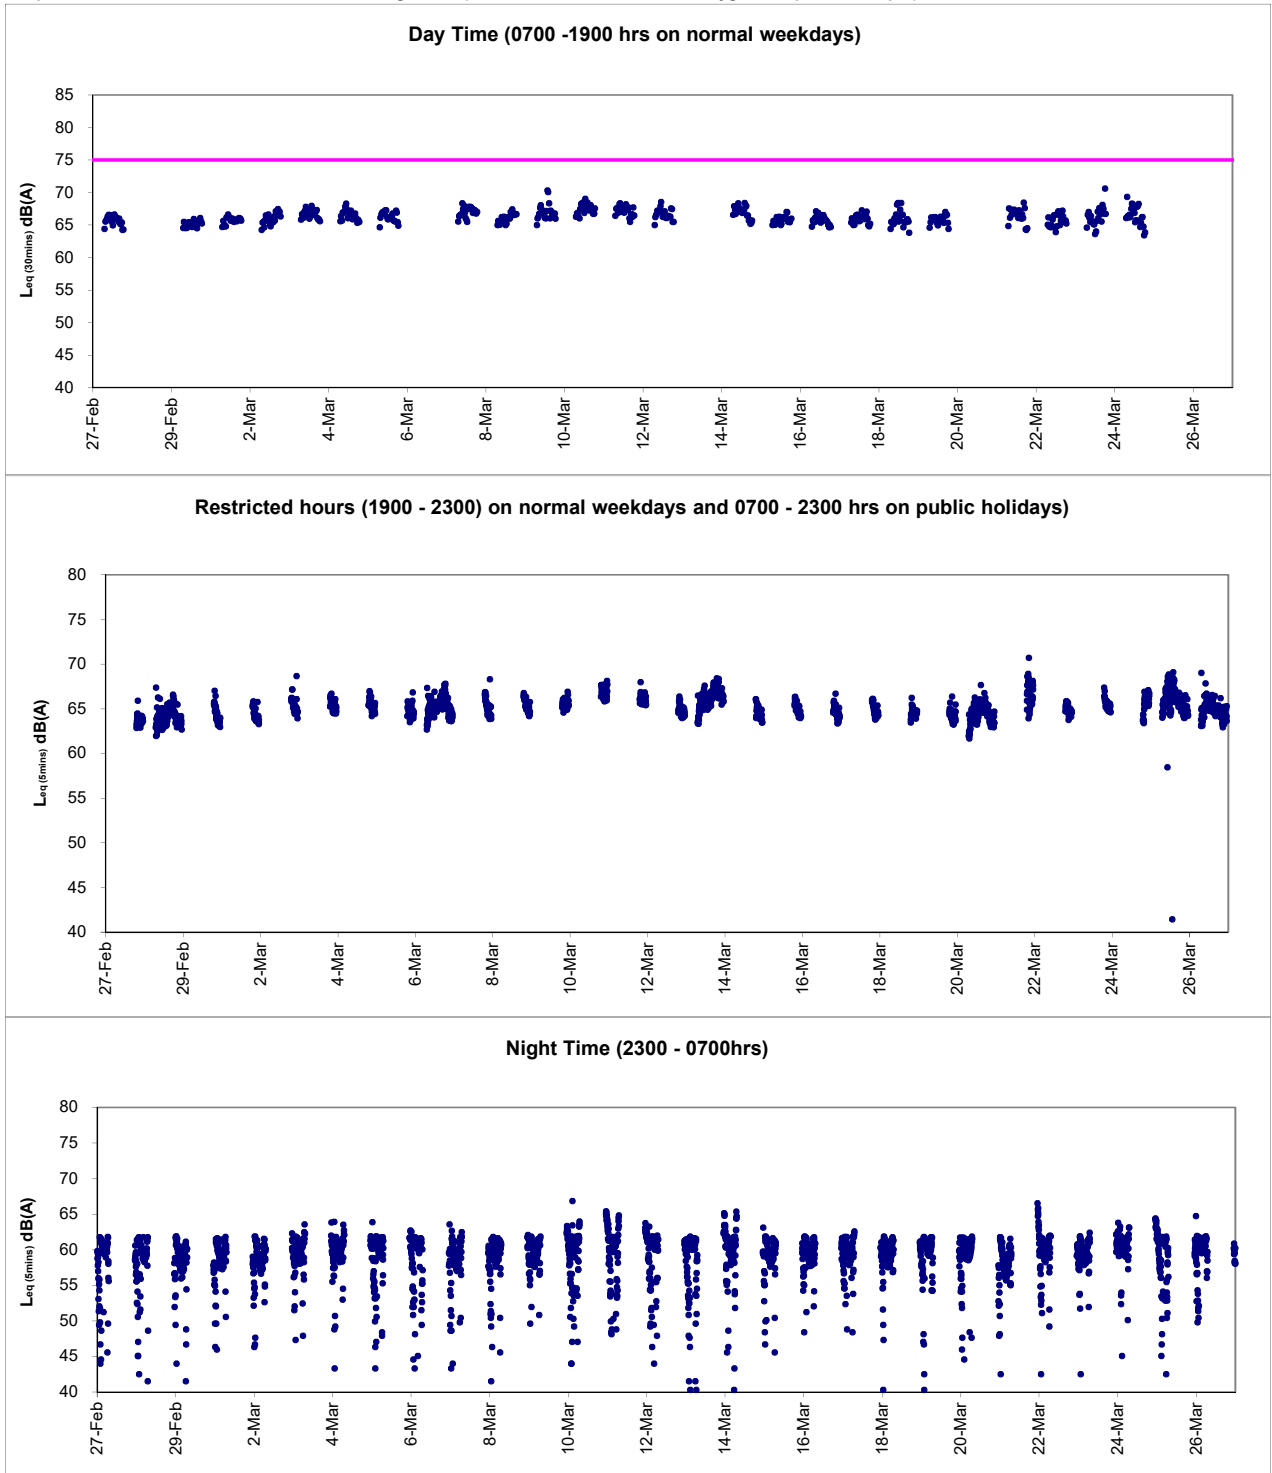 Day Time (0700 -1900 hrs on normal weekdays)
85
80
75
70
65
60
55
50
45
40
Leq (30mins) dB(A)
27-Feb
29-Feb
2-Mar
4-Mar
6-Mar
8-Mar
10-Mar
12-Mar
14-Mar
16-Mar
18-Mar
20-Mar
22-Mar
24-Mar
26-Mar
Restricted hours (1900 - 2300) on normal weekdays and 0700 - 2300 hrs on public holidays)
80
75
70
65
60
55
50
45
40
Leq (5mins) dB(A)
27-Feb
29-Feb
2-Mar
4-Mar
6-Mar
8-Mar
10-Mar
12-Mar
14-Mar
16-Mar
18-Mar
20-Mar
22-Mar
24-Mar
26-Mar
Night Time (2300 - 0700hrs)
80
75
70
65
60
55
50
45
40
Leq (5mins) dB(A)
27-Feb
29-Feb
2-Mar
4-Mar
6-Mar
8-Mar
10-Mar
12-Mar
14-Mar
16-Mar
18-Mar
20-Mar
22-Mar
24-Mar
26-Mar